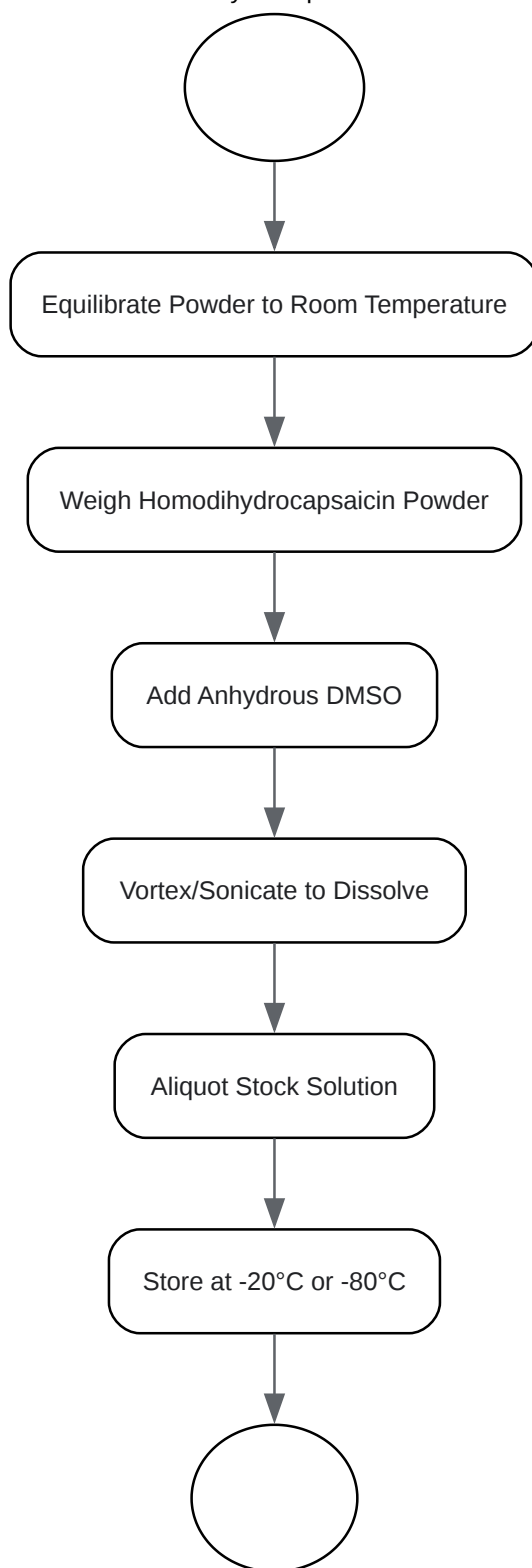 Equilibrate Powder to Room Temperature
Weigh Homodihydrocapsaicin Powder
Add Anhydrous DMSO
Vortex/Sonicate to Dissolve
Aliquot Stock Solution
Store at -20°C or -80°C